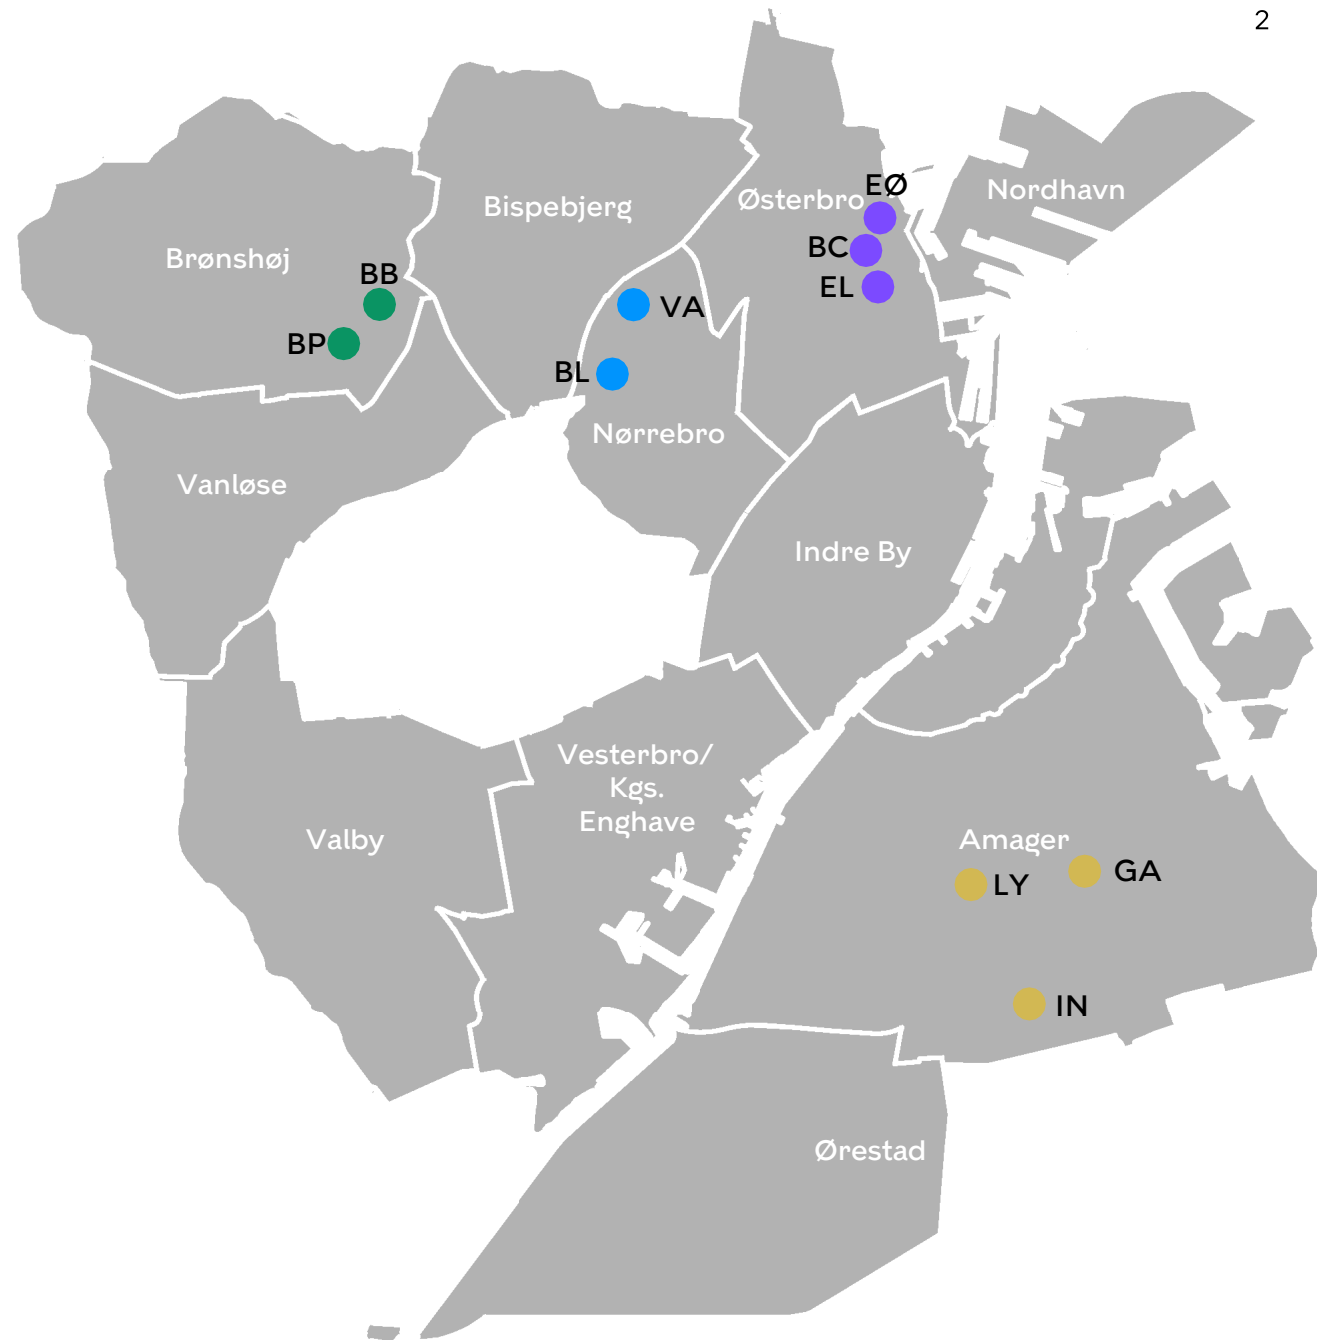 2
EØ
Østerbro
Nordhavn
Bispebjerg
BC
Brønshøj
BB
EL
VA
BP
BL
Nørrebro
Vanløse
Indre By
Vesterbro/
Kgs.
Enghave
Valby
Amager
LY
GA
IN
Ørestad